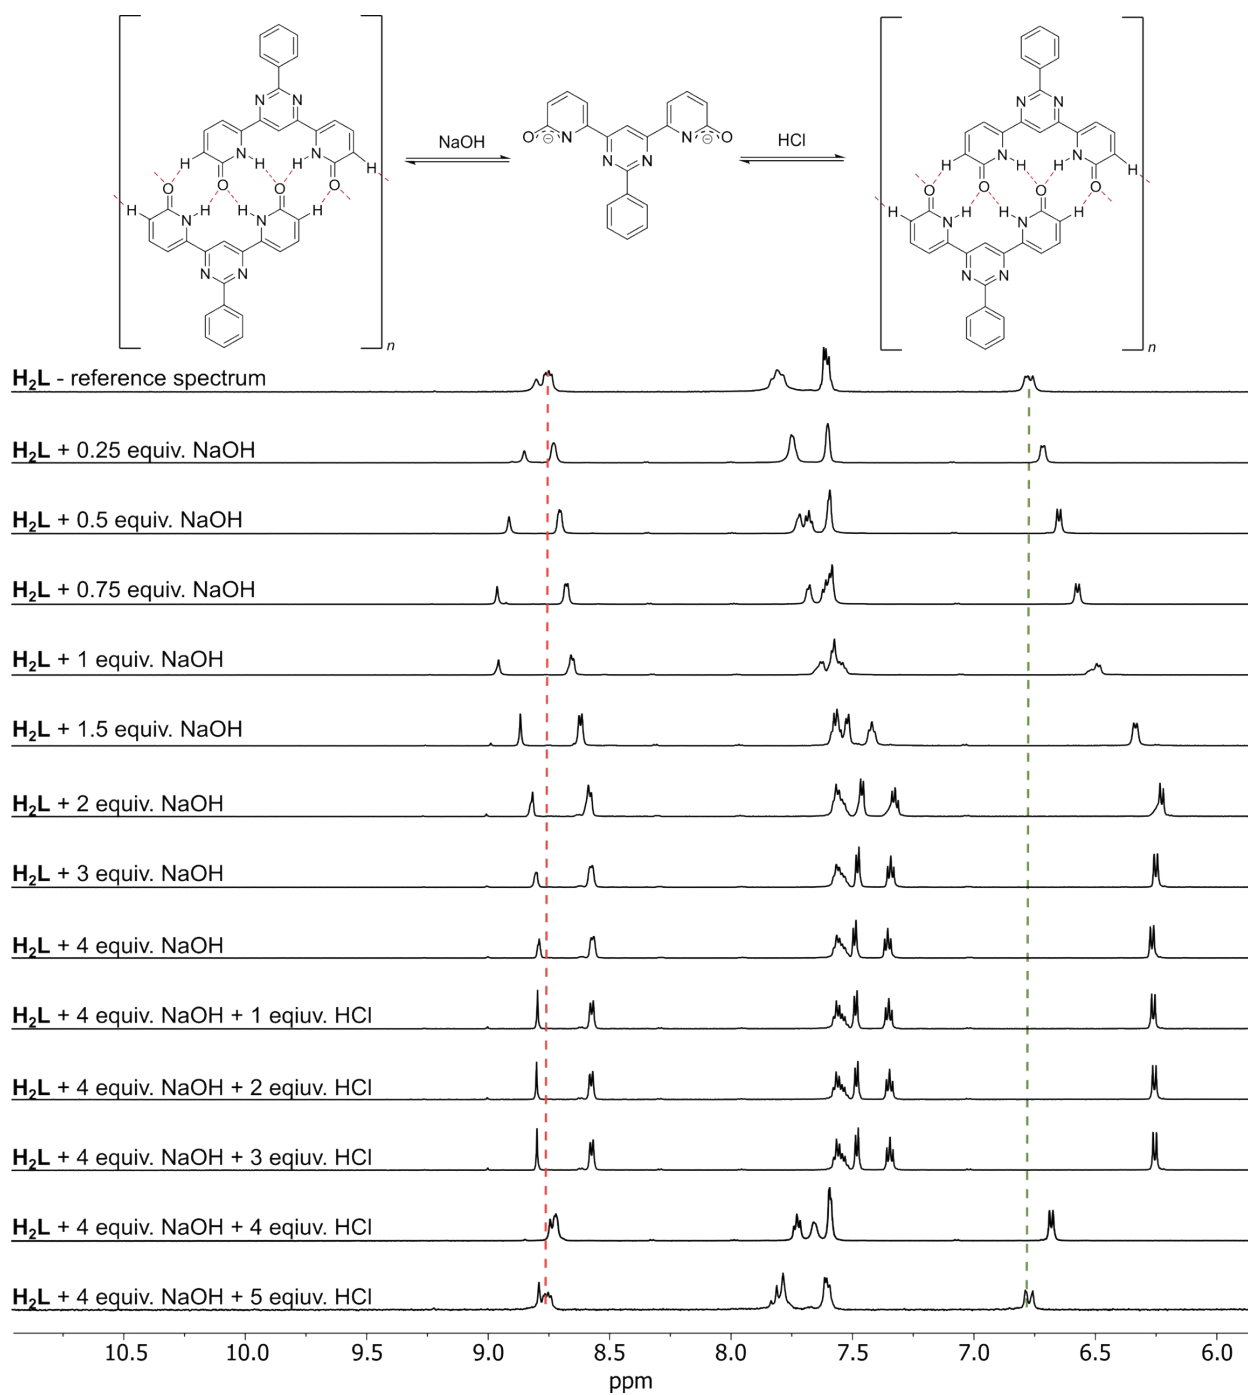 NaOH
HCl
n
n
H₂L - reference spectrum
H₂L + 0.25 equiv. NaOH
H₂L + 0.5 equiv. NaOH
H₂L + 0.75 equiv. NaOH
H₂L + 1 equiv. NaOH
H₂L + 1.5 equiv. NaOH
H₂L + 2 equiv. NaOH
H₂L + 3 equiv. NaOH
H₂L + 4 equiv. NaOH
H₂L + 4 equiv. NaOH + 1 eqiuv. HCl
H₂L + 4 equiv. NaOH + 2 eqiuv. HCl
H₂L + 4 equiv. NaOH + 3 eqiuv. HCl
H₂L + 4 equiv. NaOH + 4 eqiuv. HCl
H₂L + 4 equiv. NaOH + 5 eqiuv. HCl
10.5 10.0 9.5 9.0 8.5 8.0 7.5 7.0 6.5 6.0
ppm